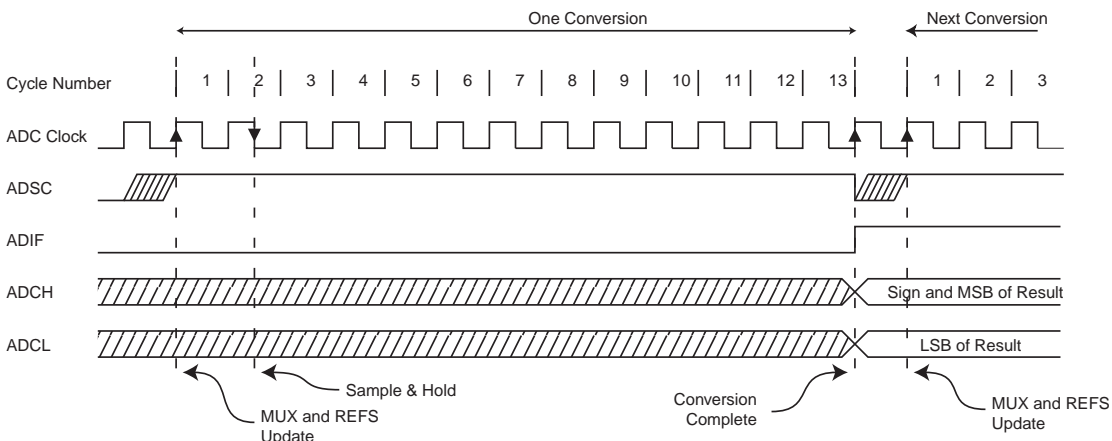 One Conversion
Next Conversion
Cycle Number 1 2 3 4 5 6 7 8 9 10 11 12 13 1 2 3
ADC Clock
ADSC
ADIF
ADCH
Sign and MSB of Result
ADCL
LSB of Result
Sample & Hold
MUX and REFS
Update
Conversion
Complete
MUX and REFS
Update